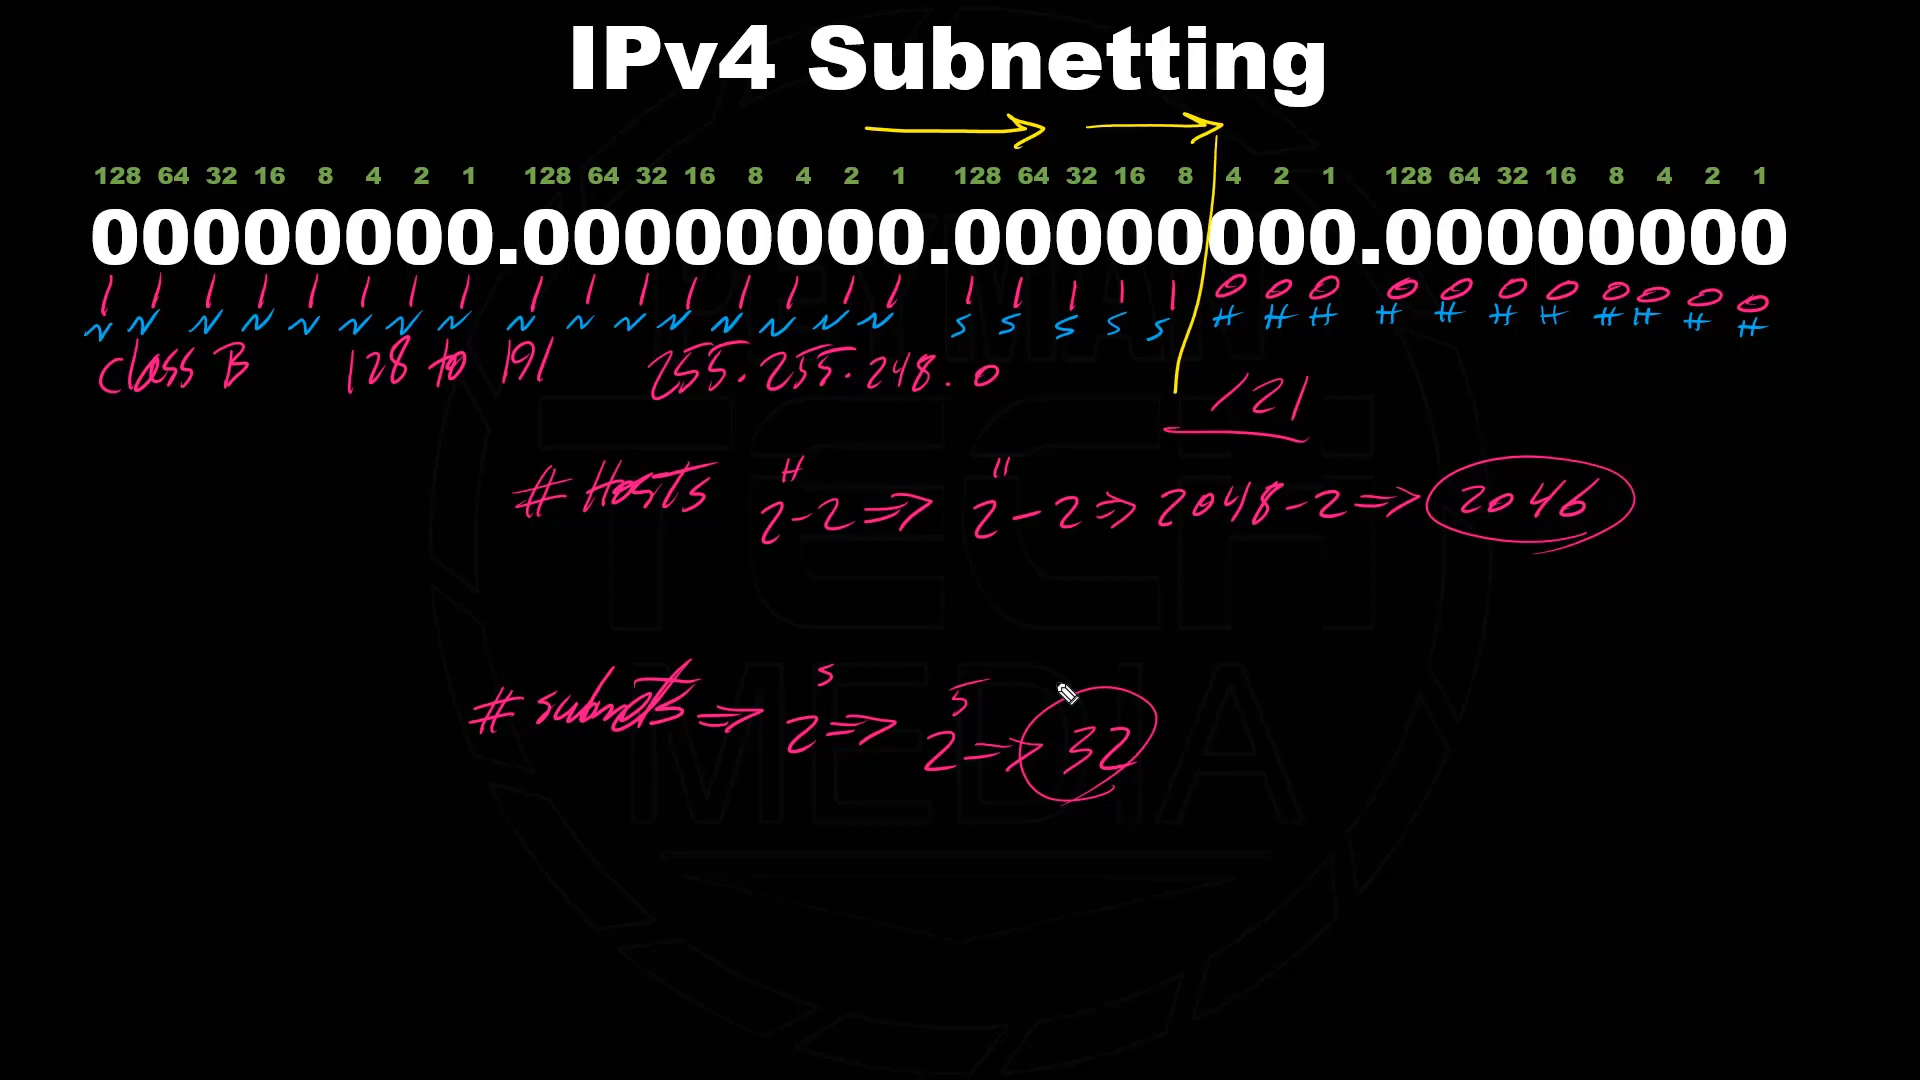 IPv4 Subnetting
128 64 32 16 8 4 2 1 128 64 32 16 8 4 2 1 128 64 32 16 8 4 2 1 128 64 32 16 8 4 2 1
00000000.00000000.00000000.00000000
1 1 1 1 1 1 1 1 1 1 1 1 1 1 1 1 1 1 1 1 1 0 0 0 0 0 0 0 0 0 0 0
N N N N N N N N N N N N N N N N S S S S S H H H H H H H H H H H
class B 128 to 191 255.255.248.0
/21
# Hosts 2^H-2 => 2^11-2 => 2048-2 => 2046
# subnets => 2^S => 2^5 => 32
PEYMAN
TECH
MEDIA